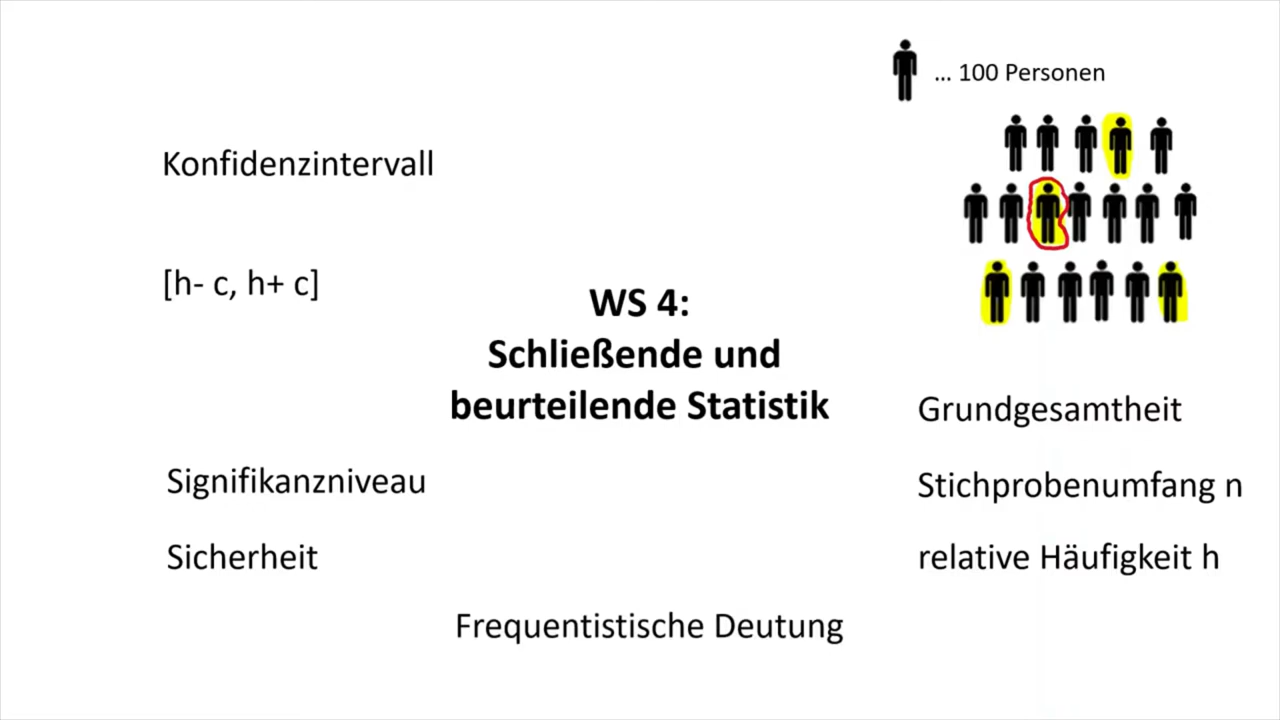 ... 100 Personen
Konfidenzintervall
[h- c, h+ c]
WS 4:
Schließende und
beurteilende Statistik
Grundgesamtheit
Signifikanzniveau
Stichprobenumfang n
Sicherheit
relative Häufigkeit h
Frequentistische Deutung